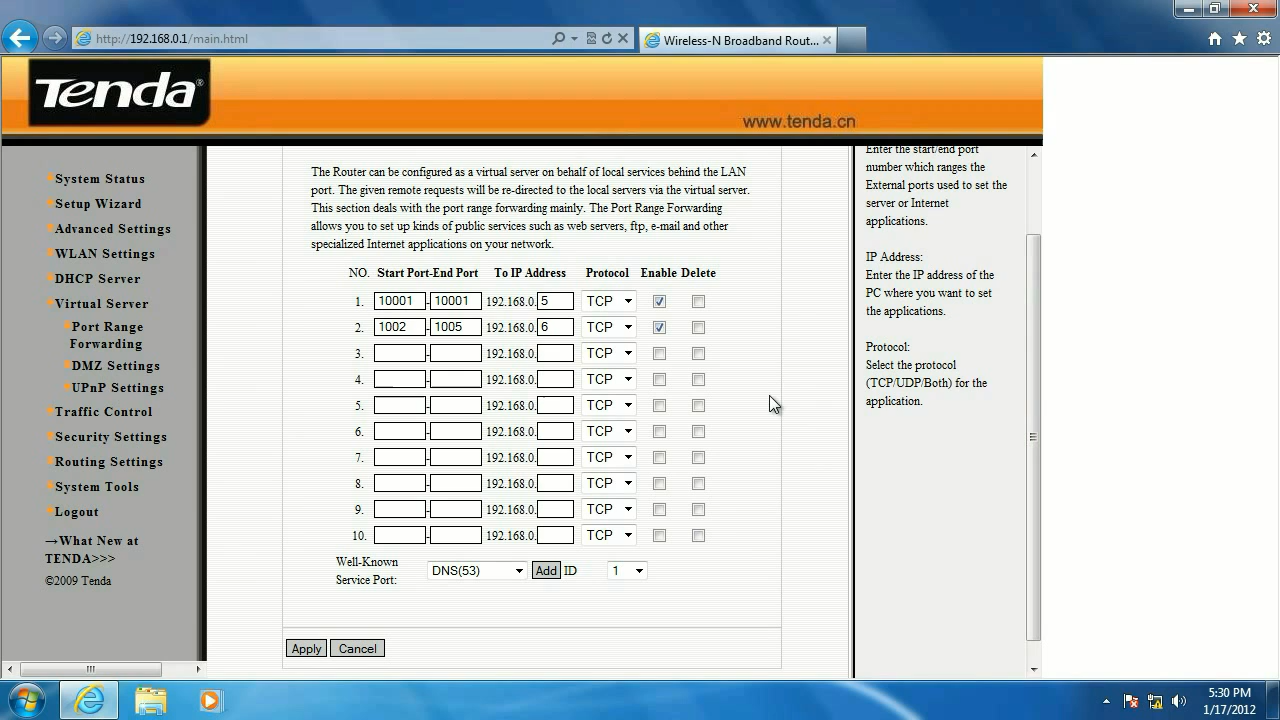 http://192.168.0.1/main.html
Wireless-N Broadband Rout...
Tenda®
www.tenda.cn
System Status
Setup Wizard
Advanced Settings
WLAN Settings
DHCP Server
Virtual Server
Port Range
Forwarding
DMZ Settings
UPnP Settings
Traffic Control
Security Settings
Routing Settings
System Tools
Logout
→What New at
TENDA>>>
©2009 Tenda
The Router can be configured as a virtual server on behalf of local services behind the LAN
port. The given remote requests will be re-directed to the local servers via the virtual server.
This section deals with the port range forwarding mainly. The Port Range Forwarding
allows you to set up kinds of public services such as web servers, ftp, e-mail and other
specialized Internet applications on your network.
NO. Start Port-End Port To IP Address Protocol Enable Delete
1. 10001 - 10001 192.168.0. 5 TCP
2. 1002 - 1005 192.168.0. 6 TCP
3. - 192.168.0. TCP
4. - 192.168.0. TCP
5. - 192.168.0. TCP
6. - 192.168.0. TCP
7. - 192.168.0. TCP
8. - 192.168.0. TCP
9. - 192.168.0. TCP
10. - 192.168.0. TCP
Well-Known
Service Port: DNS(53) Add ID 1
Apply Cancel
Enter the start/end port
number which ranges the
External ports used to set the
server or Internet
applications.
IP Address:
Enter the IP address of the
PC where you want to set
the applications.
Protocol:
Select the protocol
(TCP/UDP/Both) for the
application.
5:30 PM
1/17/2012